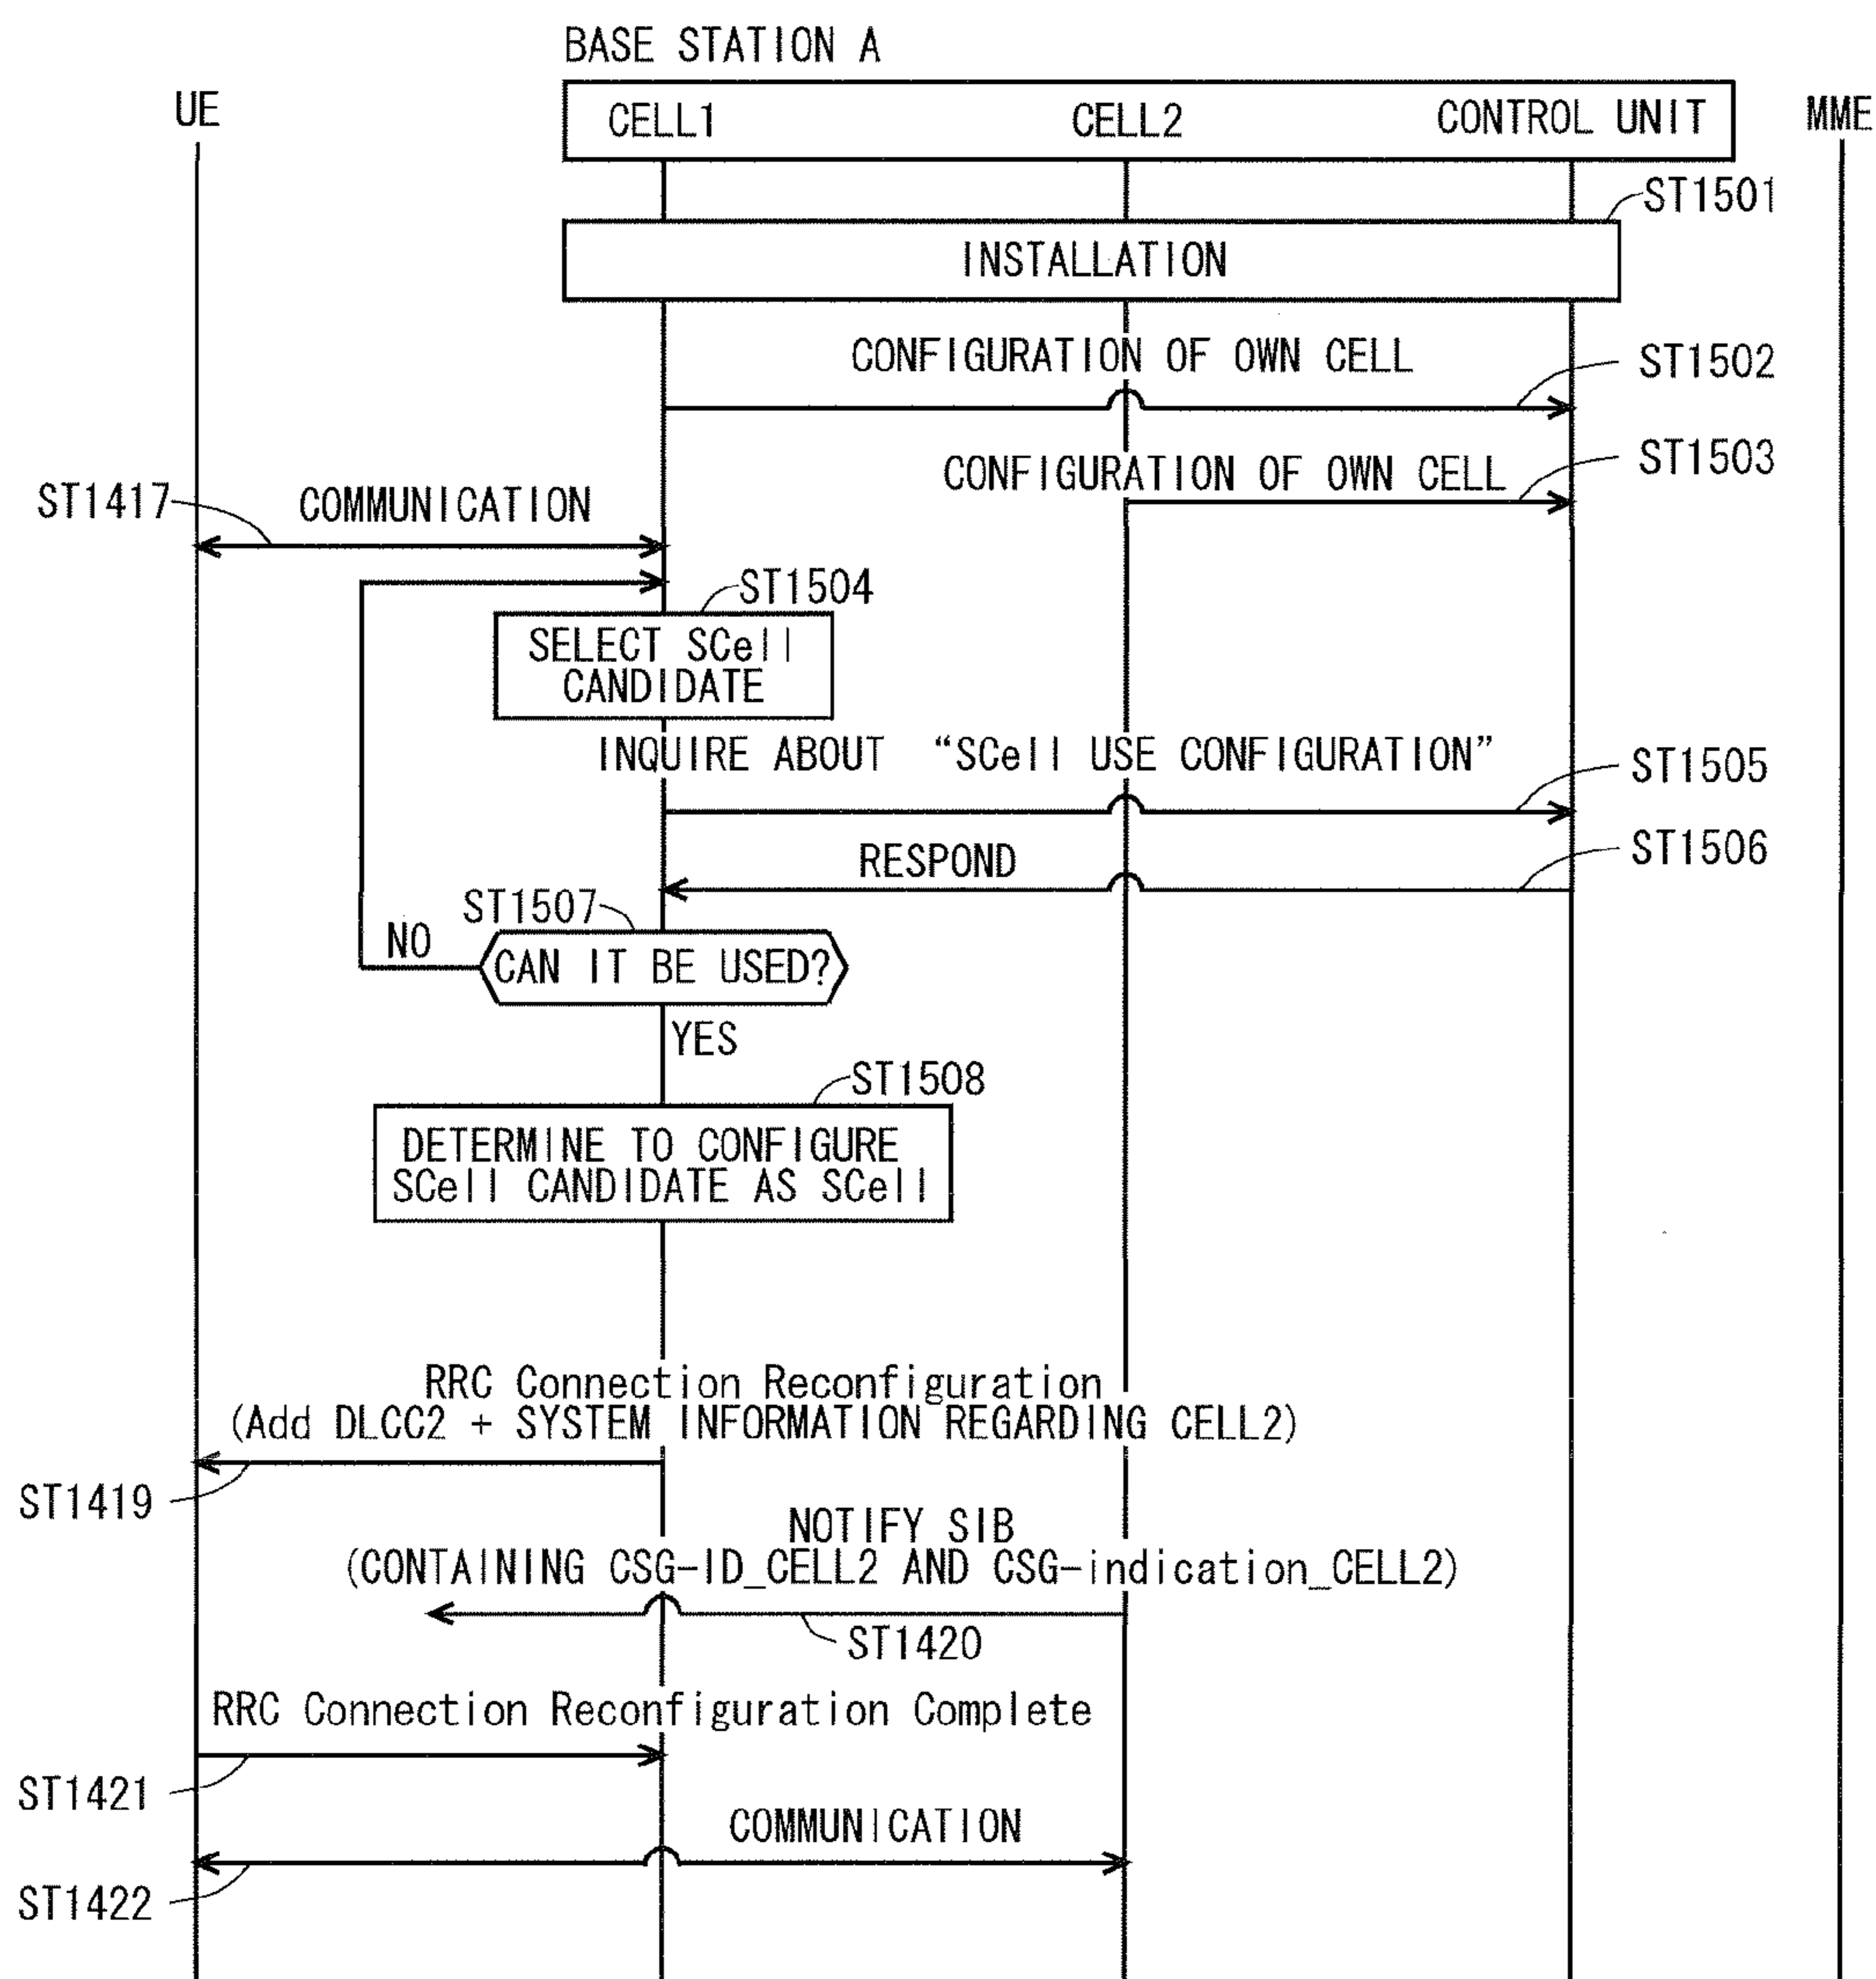 BASE STATION A
UE
CELL1
CELL2
CONTROL UNIT
MME
ST1501
INSTALLATION
CONFIGURATION OF OWN CELL
ST1502
CONFIGURATION OF OWN CELL
ST1503
ST1417
COMMUNICATION
ST1504
SELECT SCell
CANDIDATE
INQUIRE ABOUT “SCell USE CONFIGURATION”
ST1505
RESPOND
ST1506
ST1507
NO
CAN IT BE USED?
YES
ST1508
DETERMINE TO CONFIGURE
SCell CANDIDATE AS SCell
RRC Connection Reconfiguration
(Add DLCC2 + SYSTEM INFORMATION REGARDING CELL2)
ST1419
NOTIFY SIB
(CONTAINING CSG-ID_CELL2 AND CSG-indication_CELL2)
ST1420
RRC Connection Reconfiguration Complete
ST1421
COMMUNICATION
ST1422